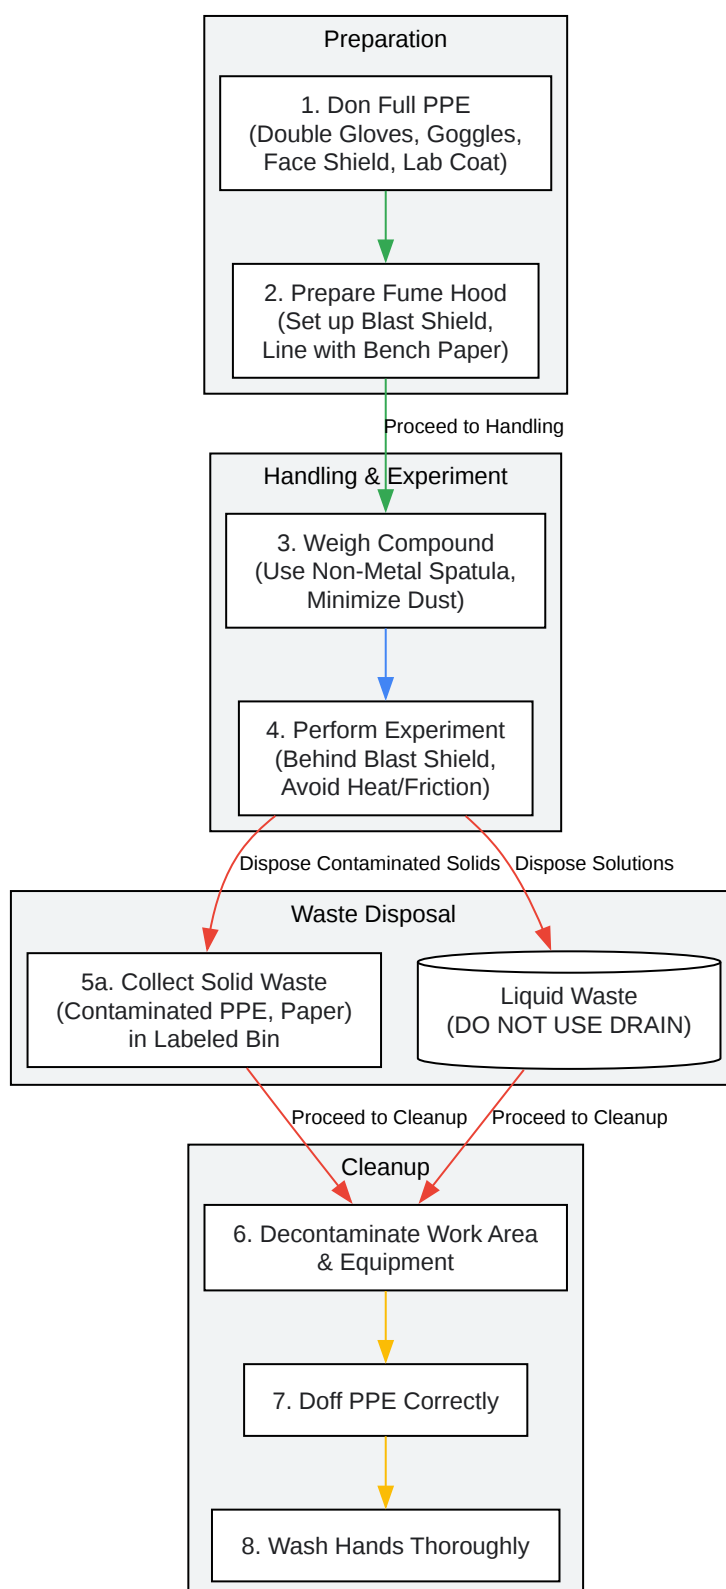 Preparation
1. Don Full PPE
(Double Gloves, Goggles,
Face Shield, Lab Coat)
2. Prepare Fume Hood
(Set up Blast Shield,
Line with Bench Paper)
Proceed to Handling
Handling & Experiment
3. Weigh Compound
(Use Non-Metal Spatula,
Minimize Dust)
4. Perform Experiment
(Behind Blast Shield,
Avoid Heat/Friction)
Dispose Contaminated Solids
Dispose Solutions
Waste Disposal
5a. Collect Solid Waste
(Contaminated PPE, Paper)
in Labeled Bin
Liquid Waste
(DO NOT USE DRAIN)
Proceed to Cleanup
Proceed to Cleanup
Cleanup
6. Decontaminate Work Area
& Equipment
7. Doff PPE Correctly
8. Wash Hands Thoroughly